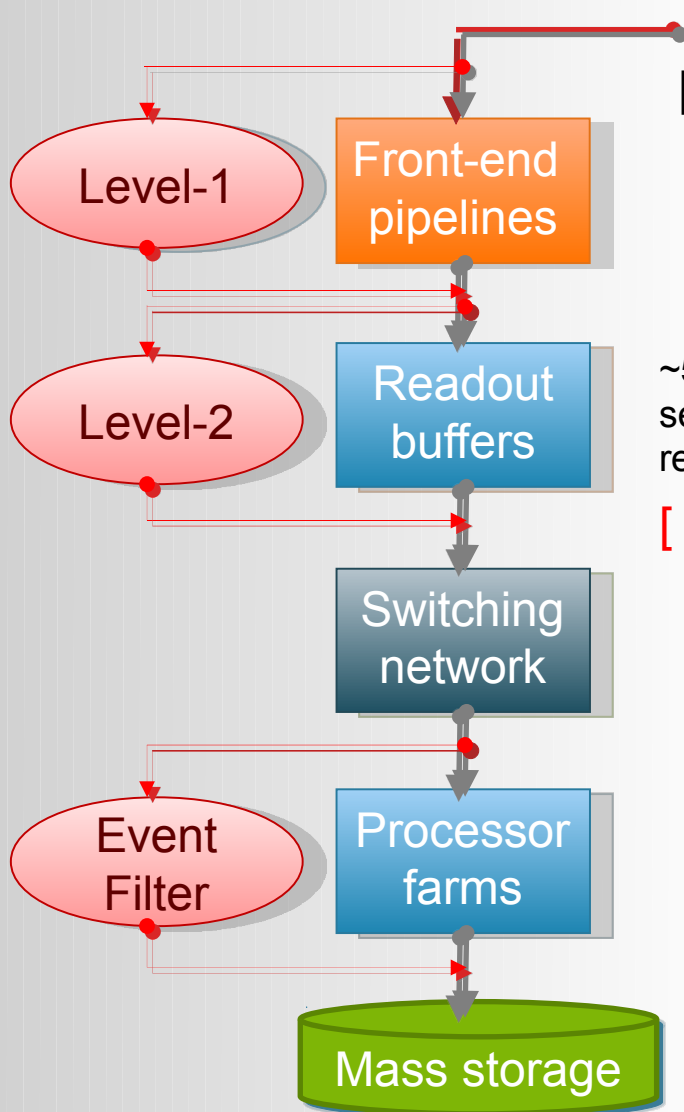 Level-1
Front-end
pipelines
Level-2
Readout
buffers
[
Switching
network
Event
Filter
Processor
farms
Mass storage